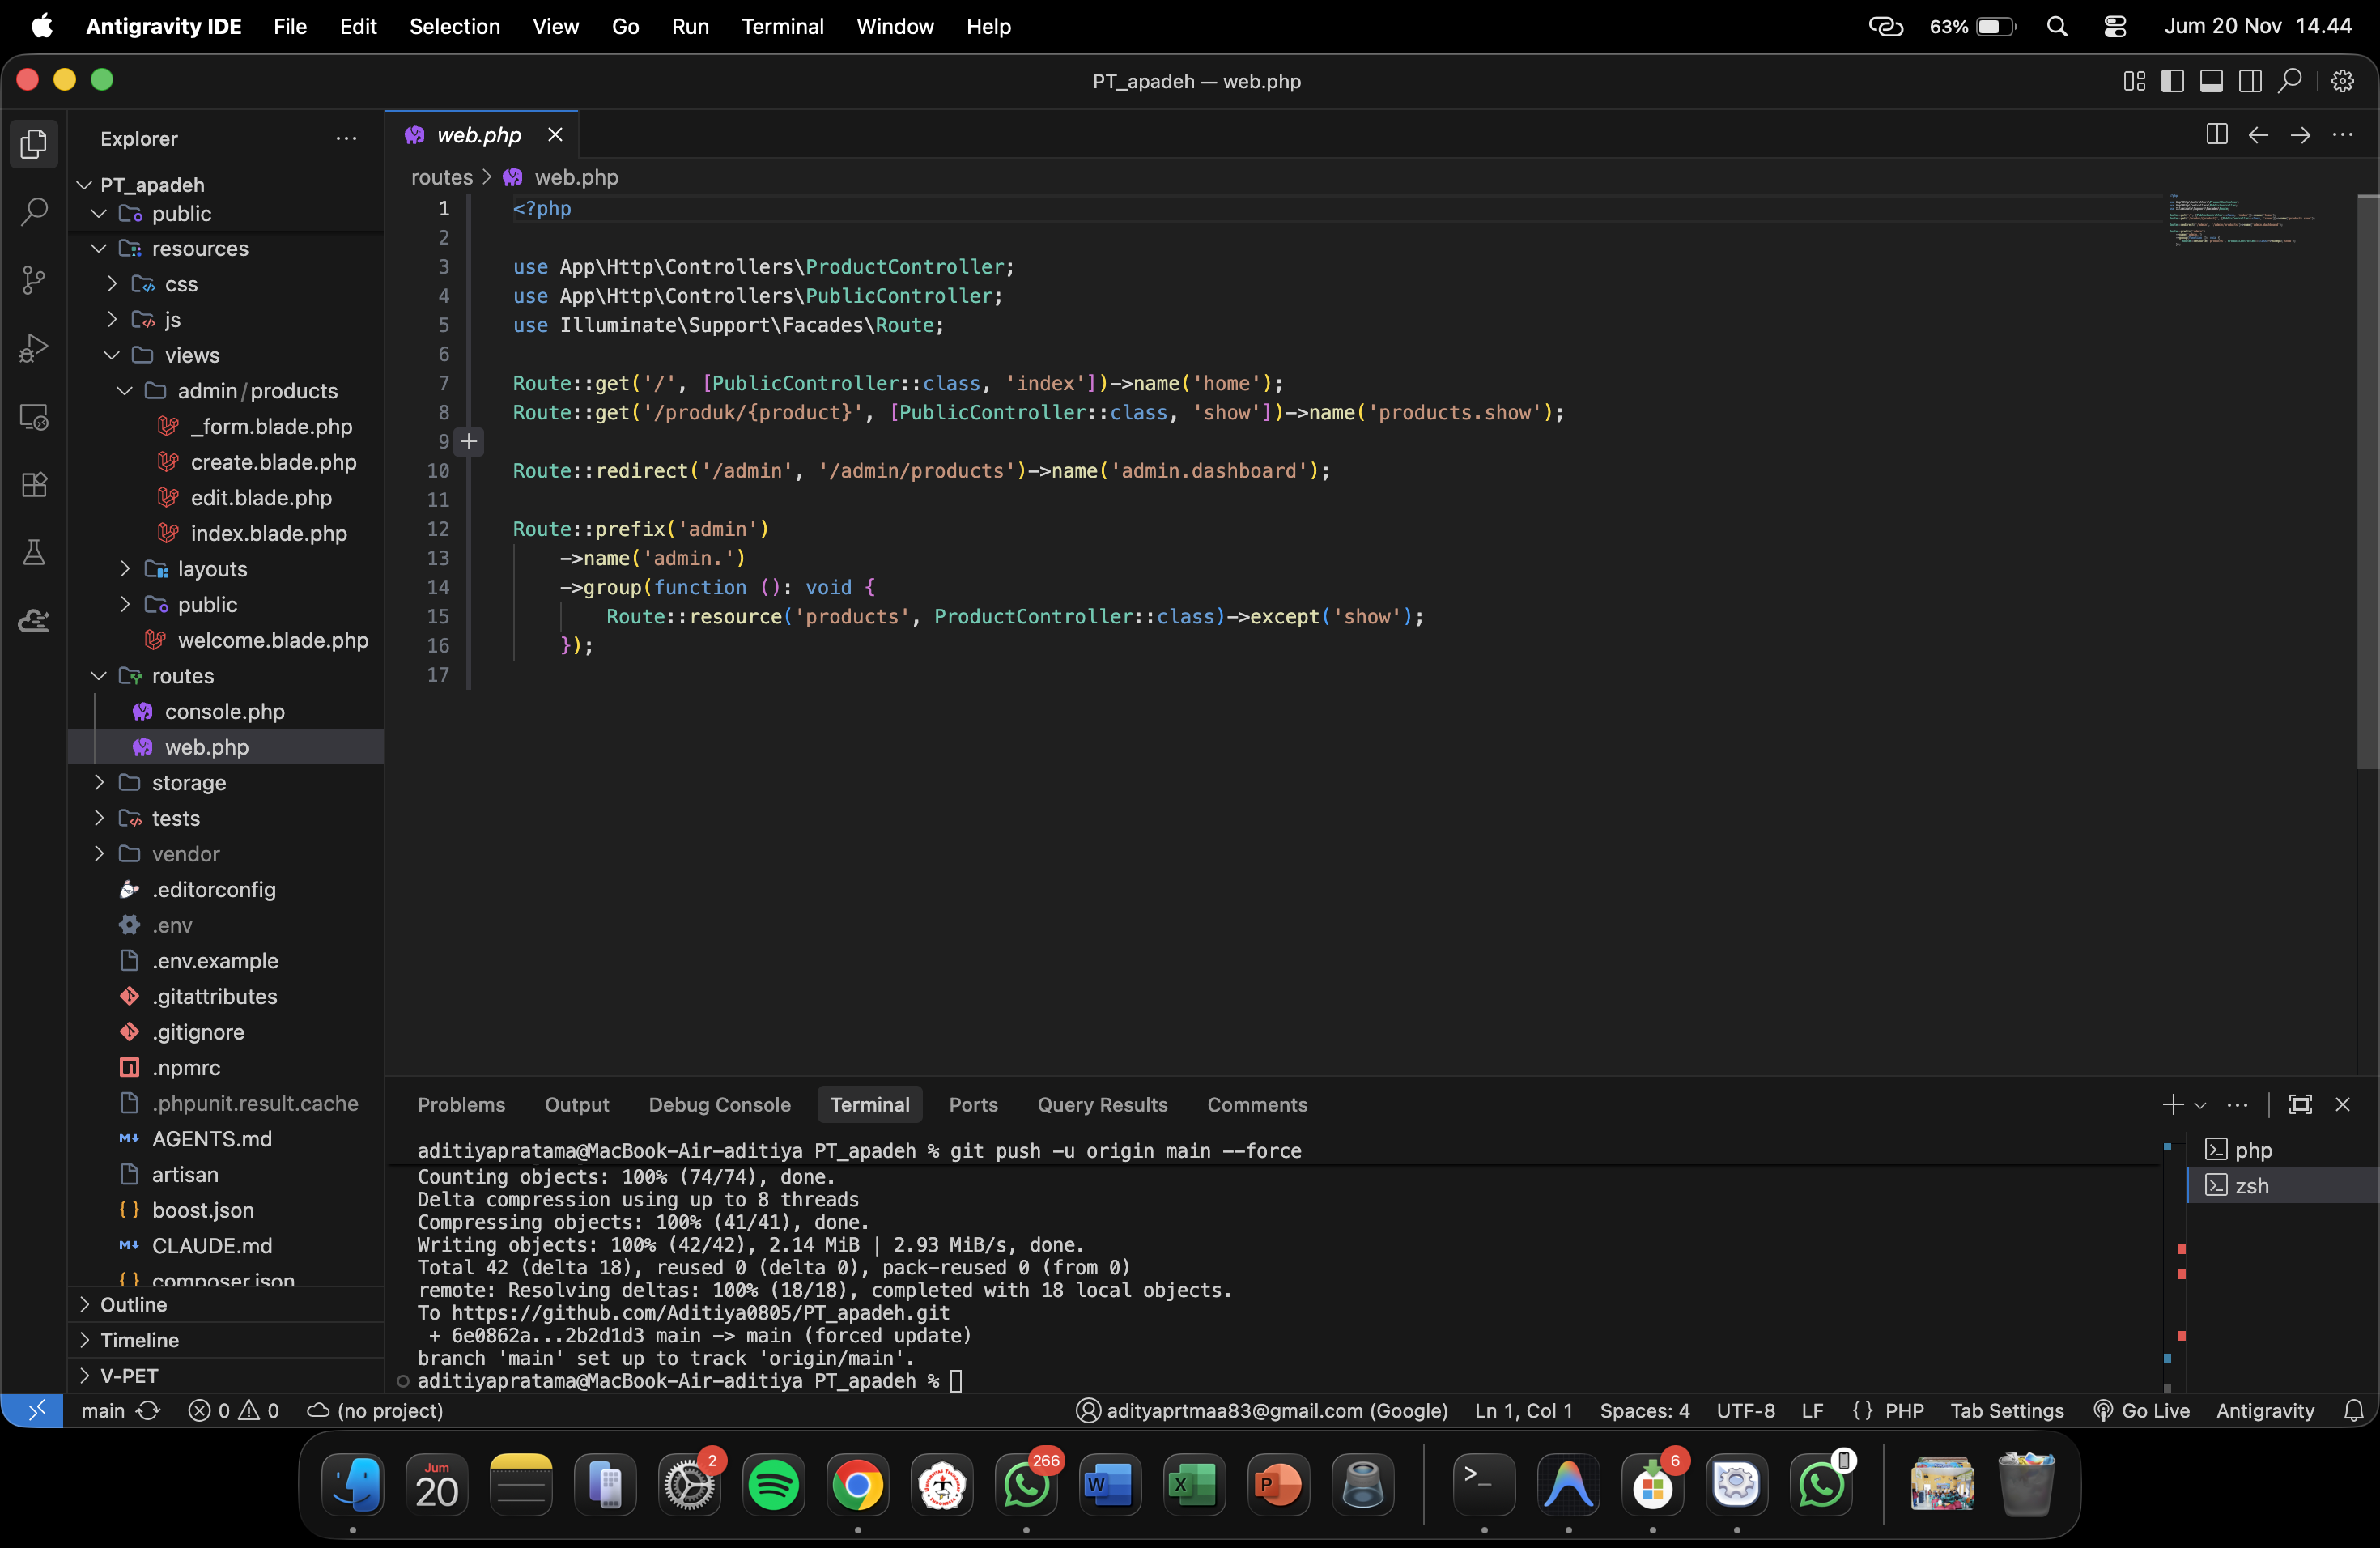 Antigravity IDE File Edit Selection View Go Run Terminal Window Help 63% Jum 20 Nov 14.44
PT_apadeh — web.php
Explorer
PT_apadeh
public
resources
css
js
views
admin/products
_form.blade.php
create.blade.php
edit.blade.php
index.blade.php
layouts
public
welcome.blade.php
routes
console.php
web.php
storage
tests
vendor
.editorconfig
.env
.env.example
.gitattributes
.gitignore
.npmrc
.phpunit.result.cache
AGENTS.md
artisan
boost.json
CLAUDE.md
composer.json
Outline
Timeline
V-PET
web.php
routes > web.php
1 <?php
2
3 use App\Http\Controllers\ProductController;
4 use App\Http\Controllers\PublicController;
5 use Illuminate\Support\Facades\Route;
6
7 Route::get('/', [PublicController::class, 'index'])->name('home');
8 Route::get('/produk/{product}', [PublicController::class, 'show'])->name('products.show');
9
10 Route::redirect('/admin', '/admin/products')->name('admin.dashboard');
11
12 Route::prefix('admin')
13 ->name('admin.')
14 ->group(function (): void {
15 Route::resource('products', ProductController::class)->except('show');
16 });
17
Problems Output Debug Console Terminal Ports Query Results Comments
aditiyapratama@MacBook-Air-aditiya PT_apadeh % git push -u origin main --force
Counting objects: 100% (74/74), done.
Delta compression using up to 8 threads
Compressing objects: 100% (41/41), done.
Writing objects: 100% (42/42), 2.14 MiB | 2.93 MiB/s, done.
Total 42 (delta 18), reused 0 (delta 0), pack-reused 0 (from 0)
remote: Resolving deltas: 100% (18/18), completed with 18 local objects.
To https://github.com/Aditiya0805/PT_apadeh.git
+ 6e0862a...2b2d1d3 main -> main (forced update)
branch 'main' set up to track 'origin/main'.
aditiyapratama@MacBook-Air-aditiya PT_apadeh %
php
zsh
main 0 0 (no project) adityaprtmaa83@gmail.com (Google) Ln 1, Col 1 Spaces: 4 UTF-8 LF {} PHP Tab Settings Go Live Antigravity
Jum
20
2
266
W
X
P
6